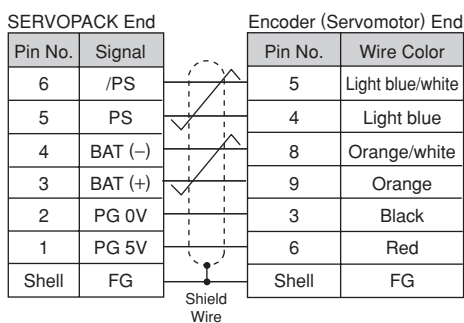 SERVOPACK End
Encoder (Servomotor) End
Pin No. Signal Pin No. Wire Color
6 /PS 5 Light blue/white
5 PS 4 Light blue
4 BAT (−) 8 Orange/white
3 BAT (+) 9 Orange
2 PG 0V 3 Black
1 PG 5V 6 Red
Shell FG Shell FG
Shield
Wire